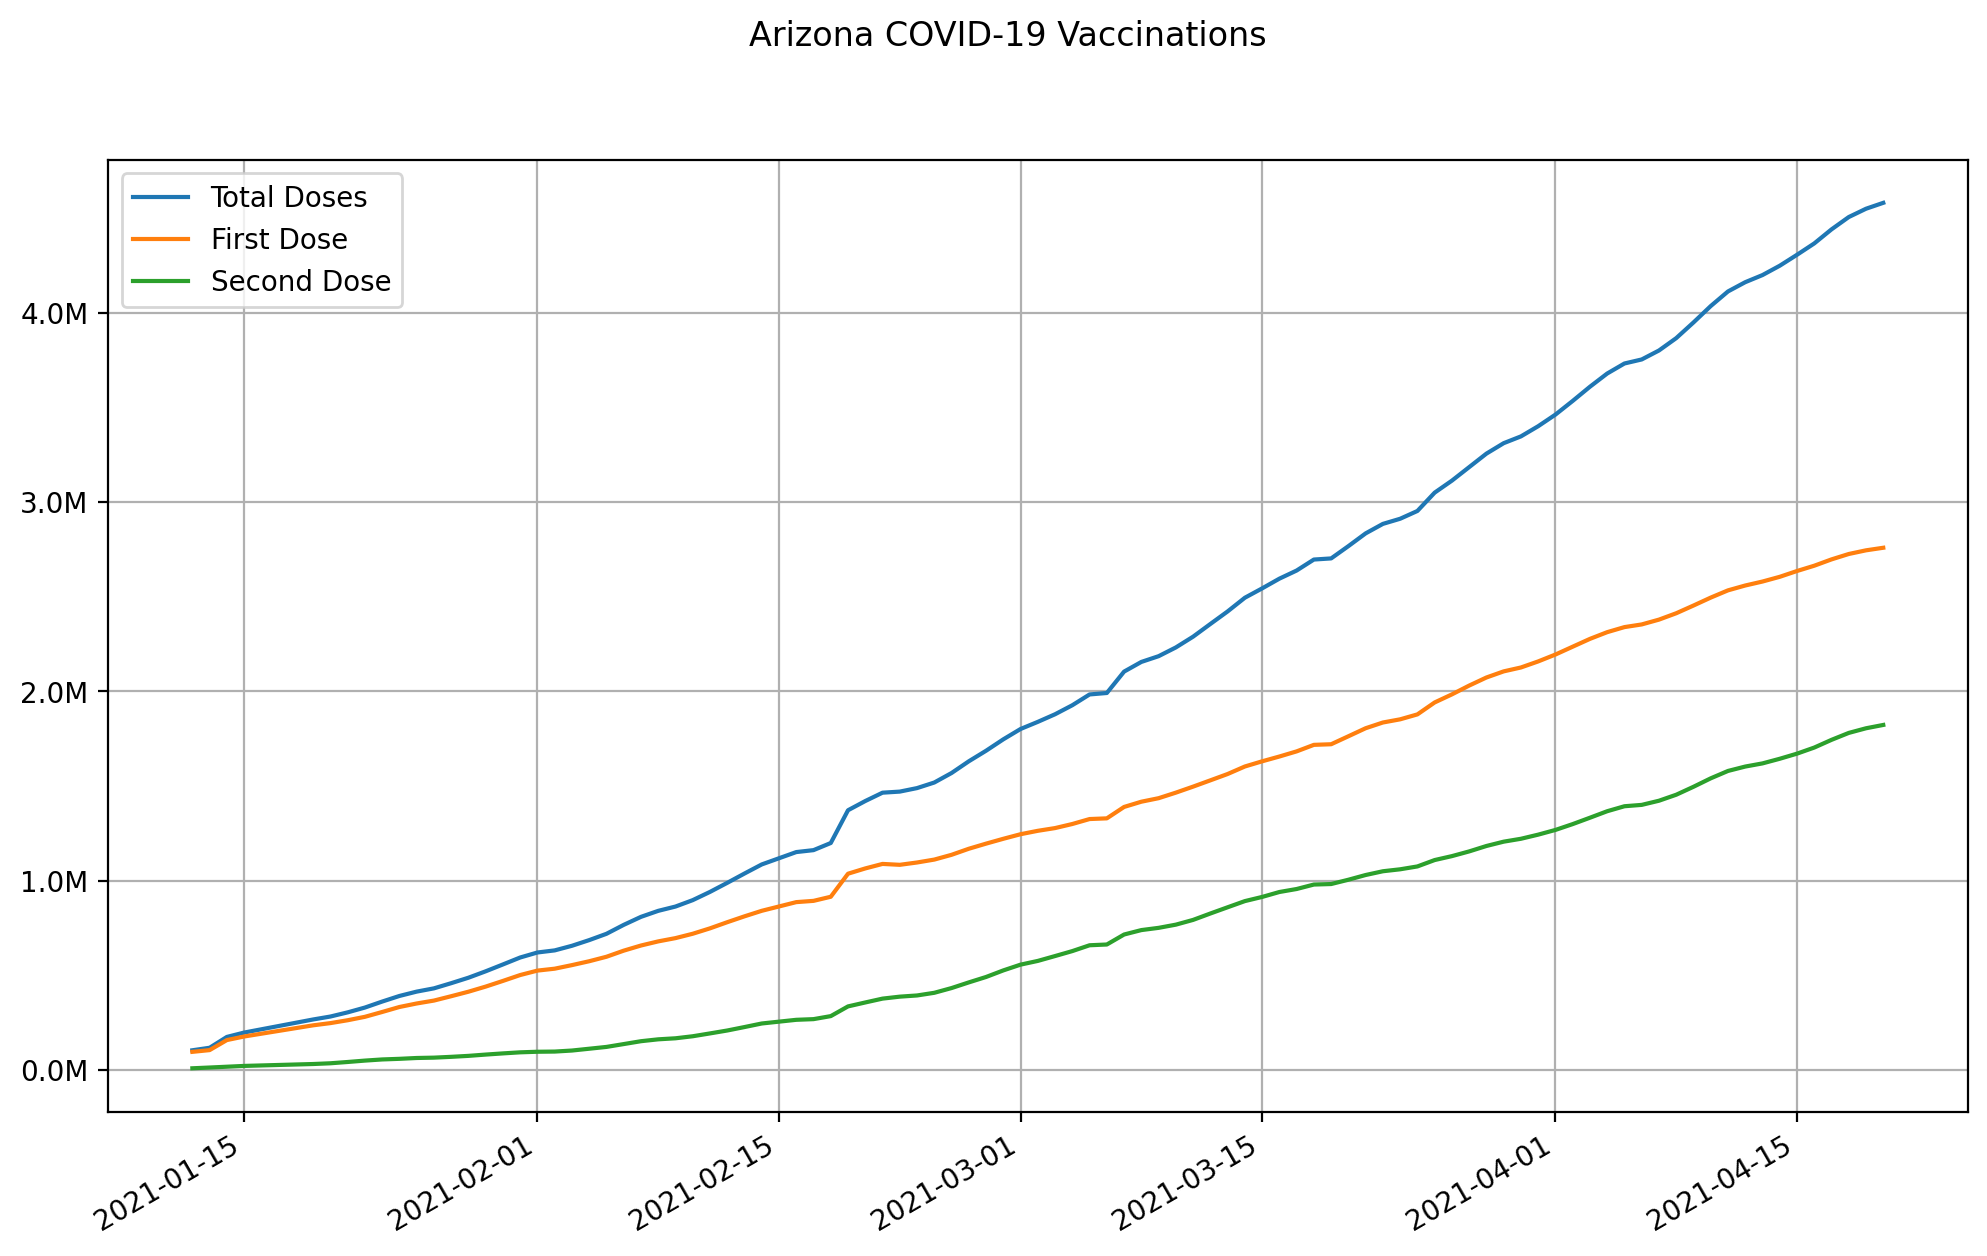 Arizona COVID-19 Vaccinations
Total Doses
First Dose
Second Dose
4.0M
3.0M
2.0M
1.0M
0.0M
2021-01-15
2021-02-01
2021-02-15
2021-03-01
2021-03-15
2021-04-01
2021-04-15